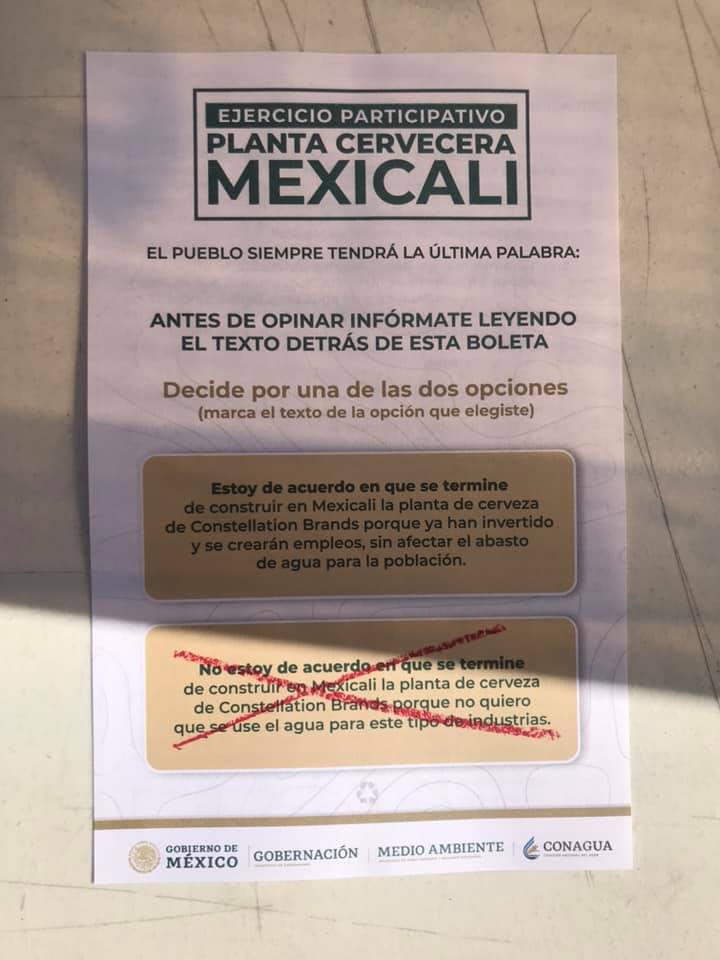 EJERCICIO PARTICIPATIVO
PLANTA CERVECERA
MEXICALI
EL PUEBLO SIEMPRE TENDRÁ LA ÚLTIMA PALABRA:
ANTES DE OPINAR INFÓRMATE LEYENDO
EL TEXTO DETRÁS DE ESTA BOLETA
Decide por una de las dos opciones
(marca el texto de la opción que elegiste)
Estoy de acuerdo en que se termine
de construir en Mexicali la planta de cerveza
de Constellation Brands porque ya han invertido
y se crearán empleos, sin afectar el abasto
de agua para la población.
No estoy de acuerdo en que se termine
de construir en Mexicali la planta de cerveza
de Constellation Brands porque no quiero
que se use el agua para este tipo de industrias.
GOBIERNO DE
MÉXICO
GOBERNACIÓN
MEDIO AMBIENTE
CONAGUA